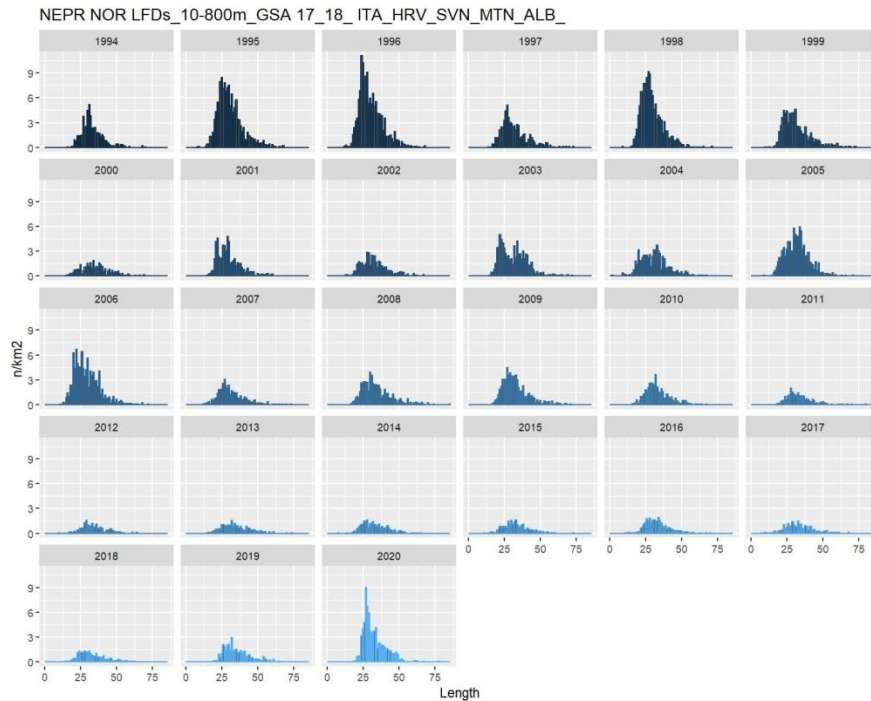 NEPR NOR LFDs_10-800m_GSA 17_18_ ITA_HRV_SVN_MTN_ALB_
1994 1995 1996 1997 1998 1999
9
6
3
0
2000 2001 2002 2003 2004 2005
9
6
3
0
2006 2007 2008 2009 2010 2011
n/km2
9
6
3
0
2012 2013 2014 2015 2016 2017
9
6
3
0
0 25 50 75 0 25 50 75 0 25 50 75
2018 2019 2020
9
6
3
0
0 25 50 75 0 25 50 75 0 25 50 75
Length